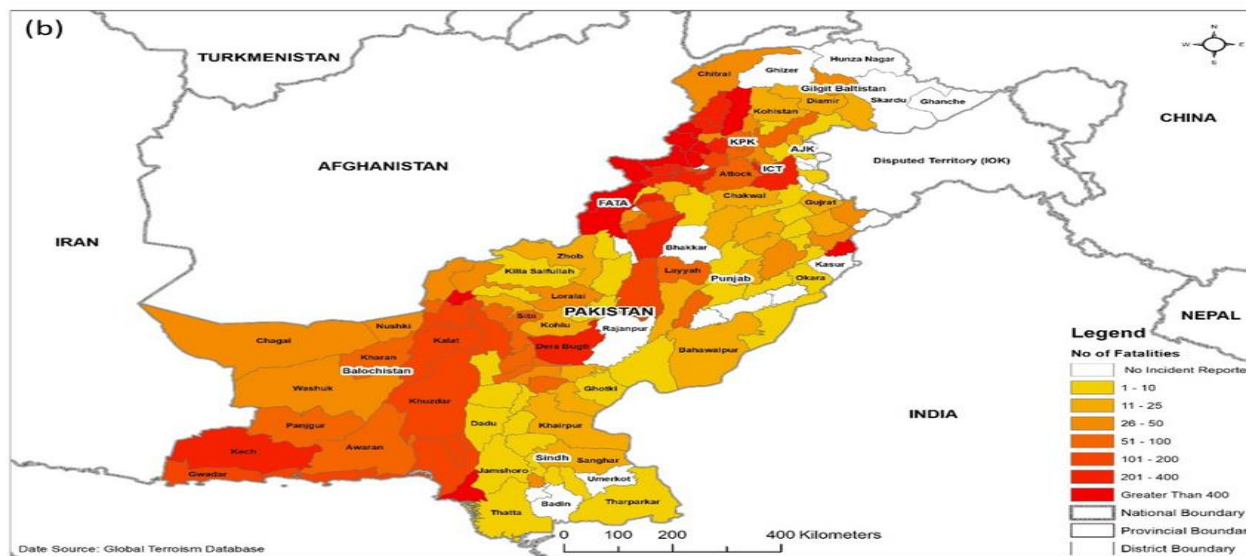 (b)
N
W E
S
TURKMENISTAN
Hunza Nagar
Ghizer
Chitral
Gilgit Baltistan
Diamir
Skardu
Ghanche
Kohistan
CHINA
KPK
AJK
AFGHANISTAN
Disputed Territory (IOK)
ICT
Attock
Chakwal
FATA
Gujrat
IRAN
Bhakkar
Kasur
Zhob
Killa Saifullah
Layyah
Punjab
Okara
Loralai
PAKISTAN
NEPAL
Sibi
Nushki
Kohlu
Rajanpur
Chagai
Kalat
Dera Bugti
Bahawalpur
Kharan
Balochistan
Washuk
Ghotki
INDIA
Khuzdar
Panjgur
Dadu
Khairpur
Awaran
Kech
Sindh
Sanghar
Gwadar
Jamshoro
Umerkot
Thatta
Badin
Tharparkar
Legend
No of Fatalities
No Incident Reporte
1 - 10
11 - 25
26 - 50
51 - 100
101 - 200
201 - 400
Greater Than 400
National Boundary
Provincial Boundar
District Boundary
400 Kilometers
0 100 200
Date Source: Global Terroism Database